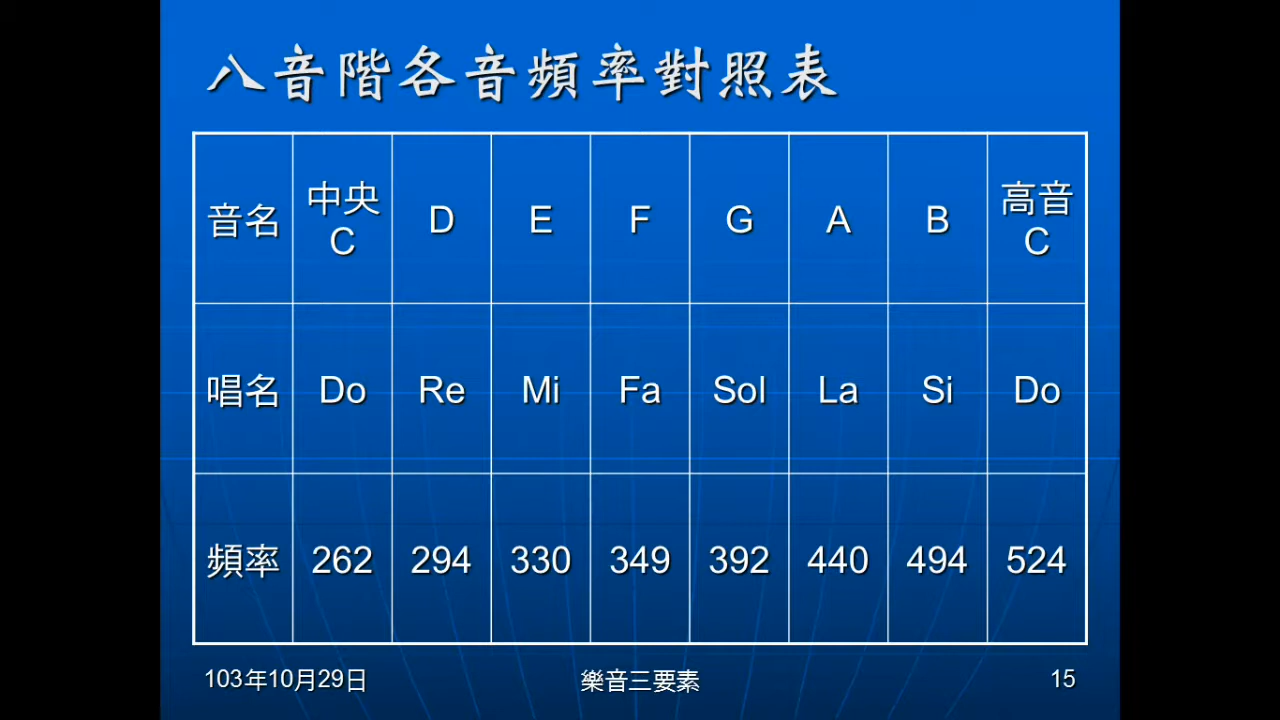 八音階各音頻率對照表
音名 中央C D E F G A B 高音C
唱名 Do Re Mi Fa Sol La Si Do
頻率 262 294 330 349 392 440 494 524
103年10月29日 樂音三要素 15